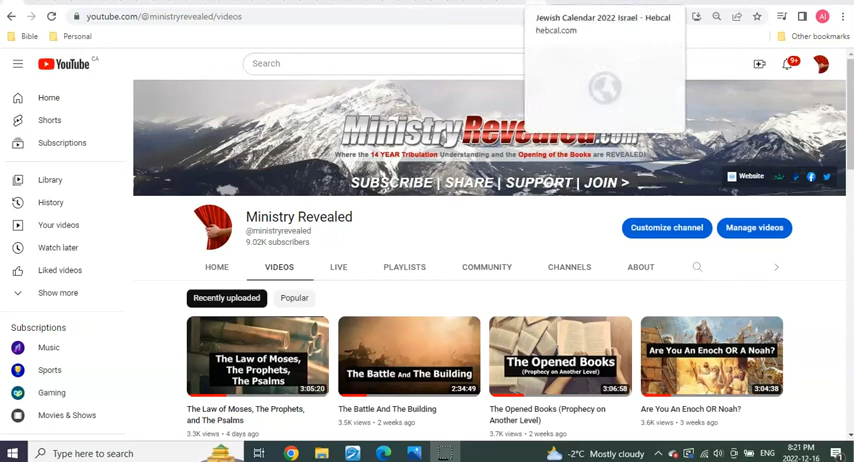 youtube.com/@ministryrevealed/videos
Jewish Calendar 2022 Israel - Hebcal
hebcal.com
AI
Bible
Personal
Other bookmarks
YouTube CA
Search
9+
MinistryRevealed.com
Where the 14 YEAR Tribulation Understanding and the Opening of the Books are REVEALED!
SUBSCRIBE | SHARE | SUPPORT | JOIN >
Website
Home
Shorts
Subscriptions
Library
History
Your videos
Watch later
Liked videos
Show more
Subscriptions
Music
Sports
Gaming
Movies & Shows
Ministry Revealed
@ministryrevealed
9.02K subscribers
Customize channel
Manage videos
HOME VIDEOS LIVE PLAYLISTS COMMUNITY CHANNELS ABOUT
Recently uploaded Popular
The Law of Moses,
The Prophets,
The Psalms
3:05:20
The Law of Moses, The Prophets,
and The Psalms
3.3K views • 4 days ago
The Battle And The Building
2:34:49
The Battle And The Building
3.5K views • 2 weeks ago
The Opened Books
(Prophecy on Another Level)
3:06:58
The Opened Books (Prophecy on
Another Level)
3.7K views • 2 weeks ago
Are You An Enoch OR A Noah?
3:04:38
Are You An Enoch OR Noah?
3.6K views • 3 weeks ago
Type here to search
-2°C Mostly cloudy
ENG
8:21 PM
2022-12-16